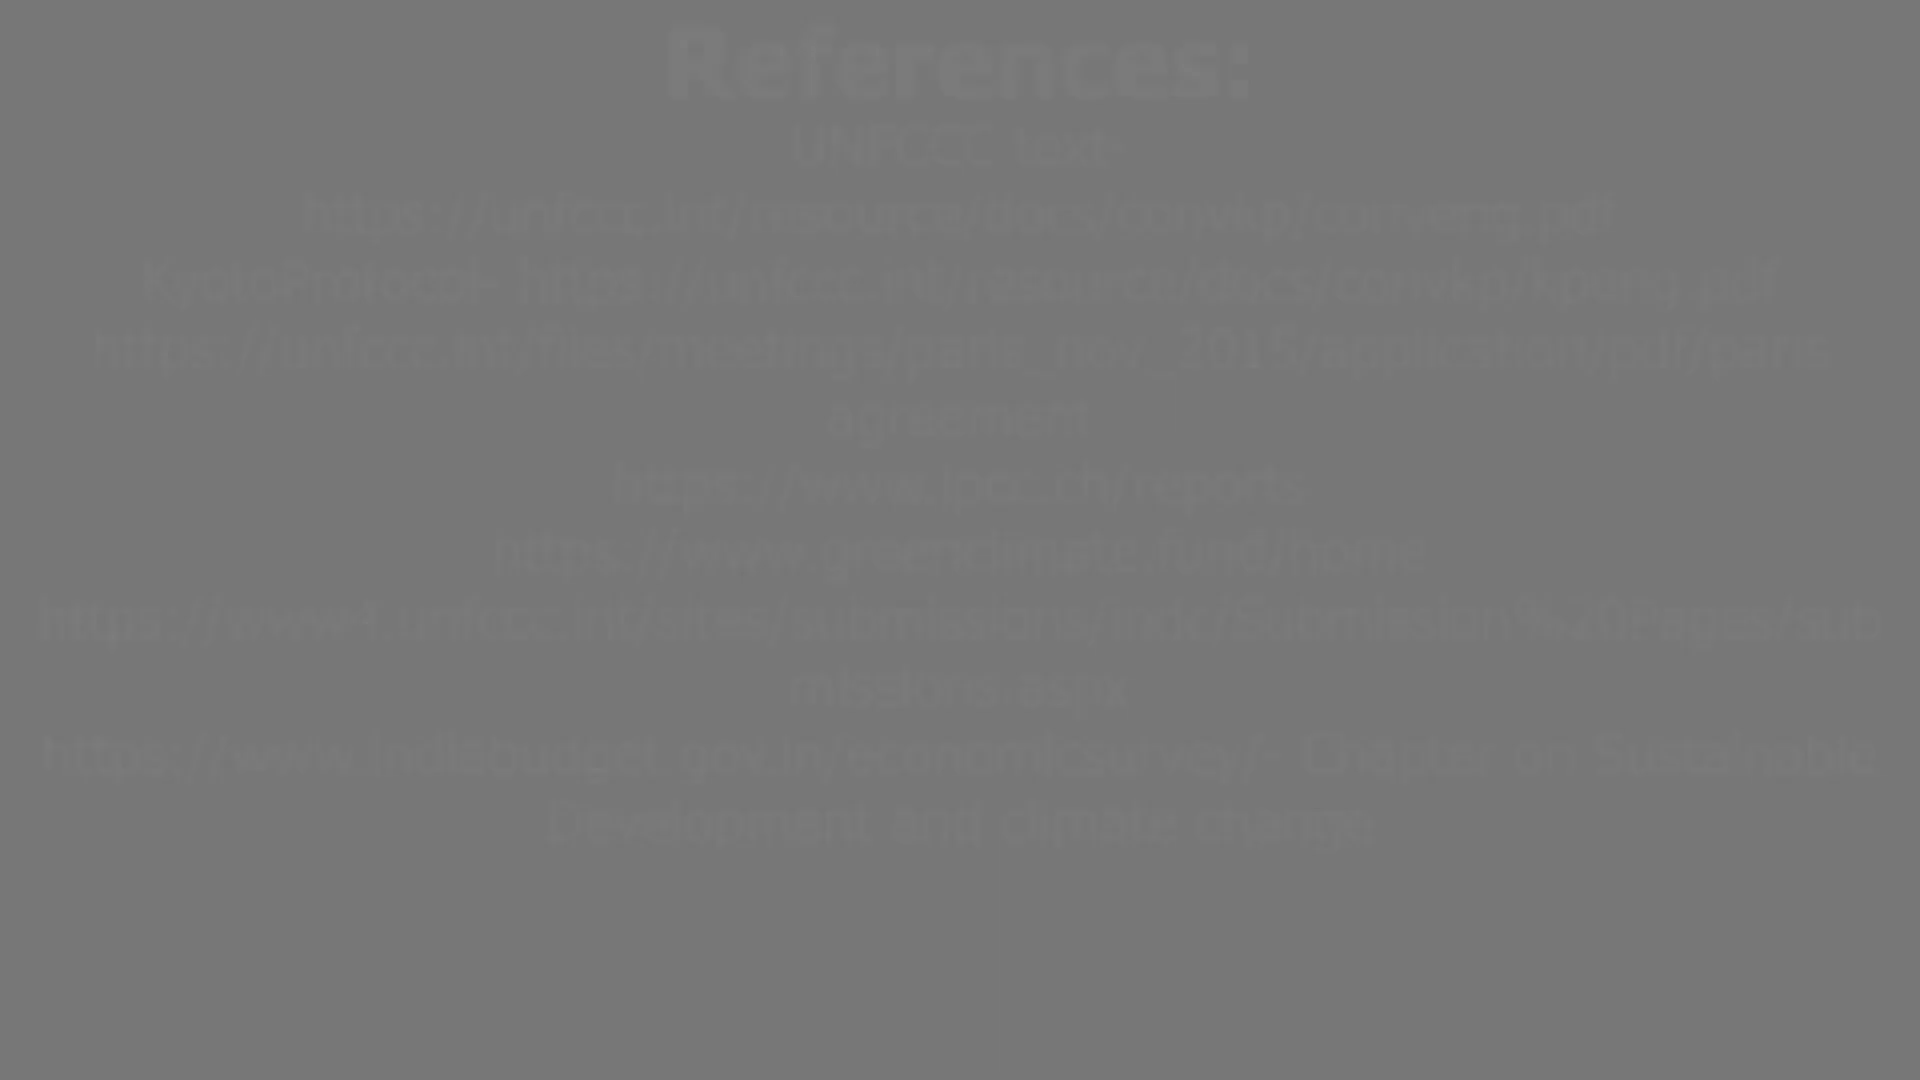 References:
UNFCCC text-
https://unfccc.int/resource/docs/convkp/conveng.pdf
KyotoProtocol- https://unfccc.int/resource/docs/convkp/kpeng.pdf
https://unfccc.int/files/meetings/paris_nov_2015/application/pdf/paris
agreement
https://www.ipcc.ch/reports
https://www.greenclimate.fund/home
https://www4.unfccc.int/sites/submissions/indc/Submission%20Pages/sub
missions.aspx
https://www.indiabudget.gov.in/economicsurvey/- Chapter on Sustainable
Development and climate change